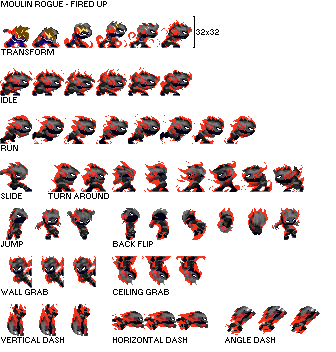 MOULIN ROGUE - FIRED UP
32x32
TRANSFORM
IDLE
RUN
SLIDE
TURN AROUND
JUMP
BACK FLIP
WALL GRAB
CEILING GRAB
VERTICAL DASH
HORIZONTAL DASH
ANGLE DASH